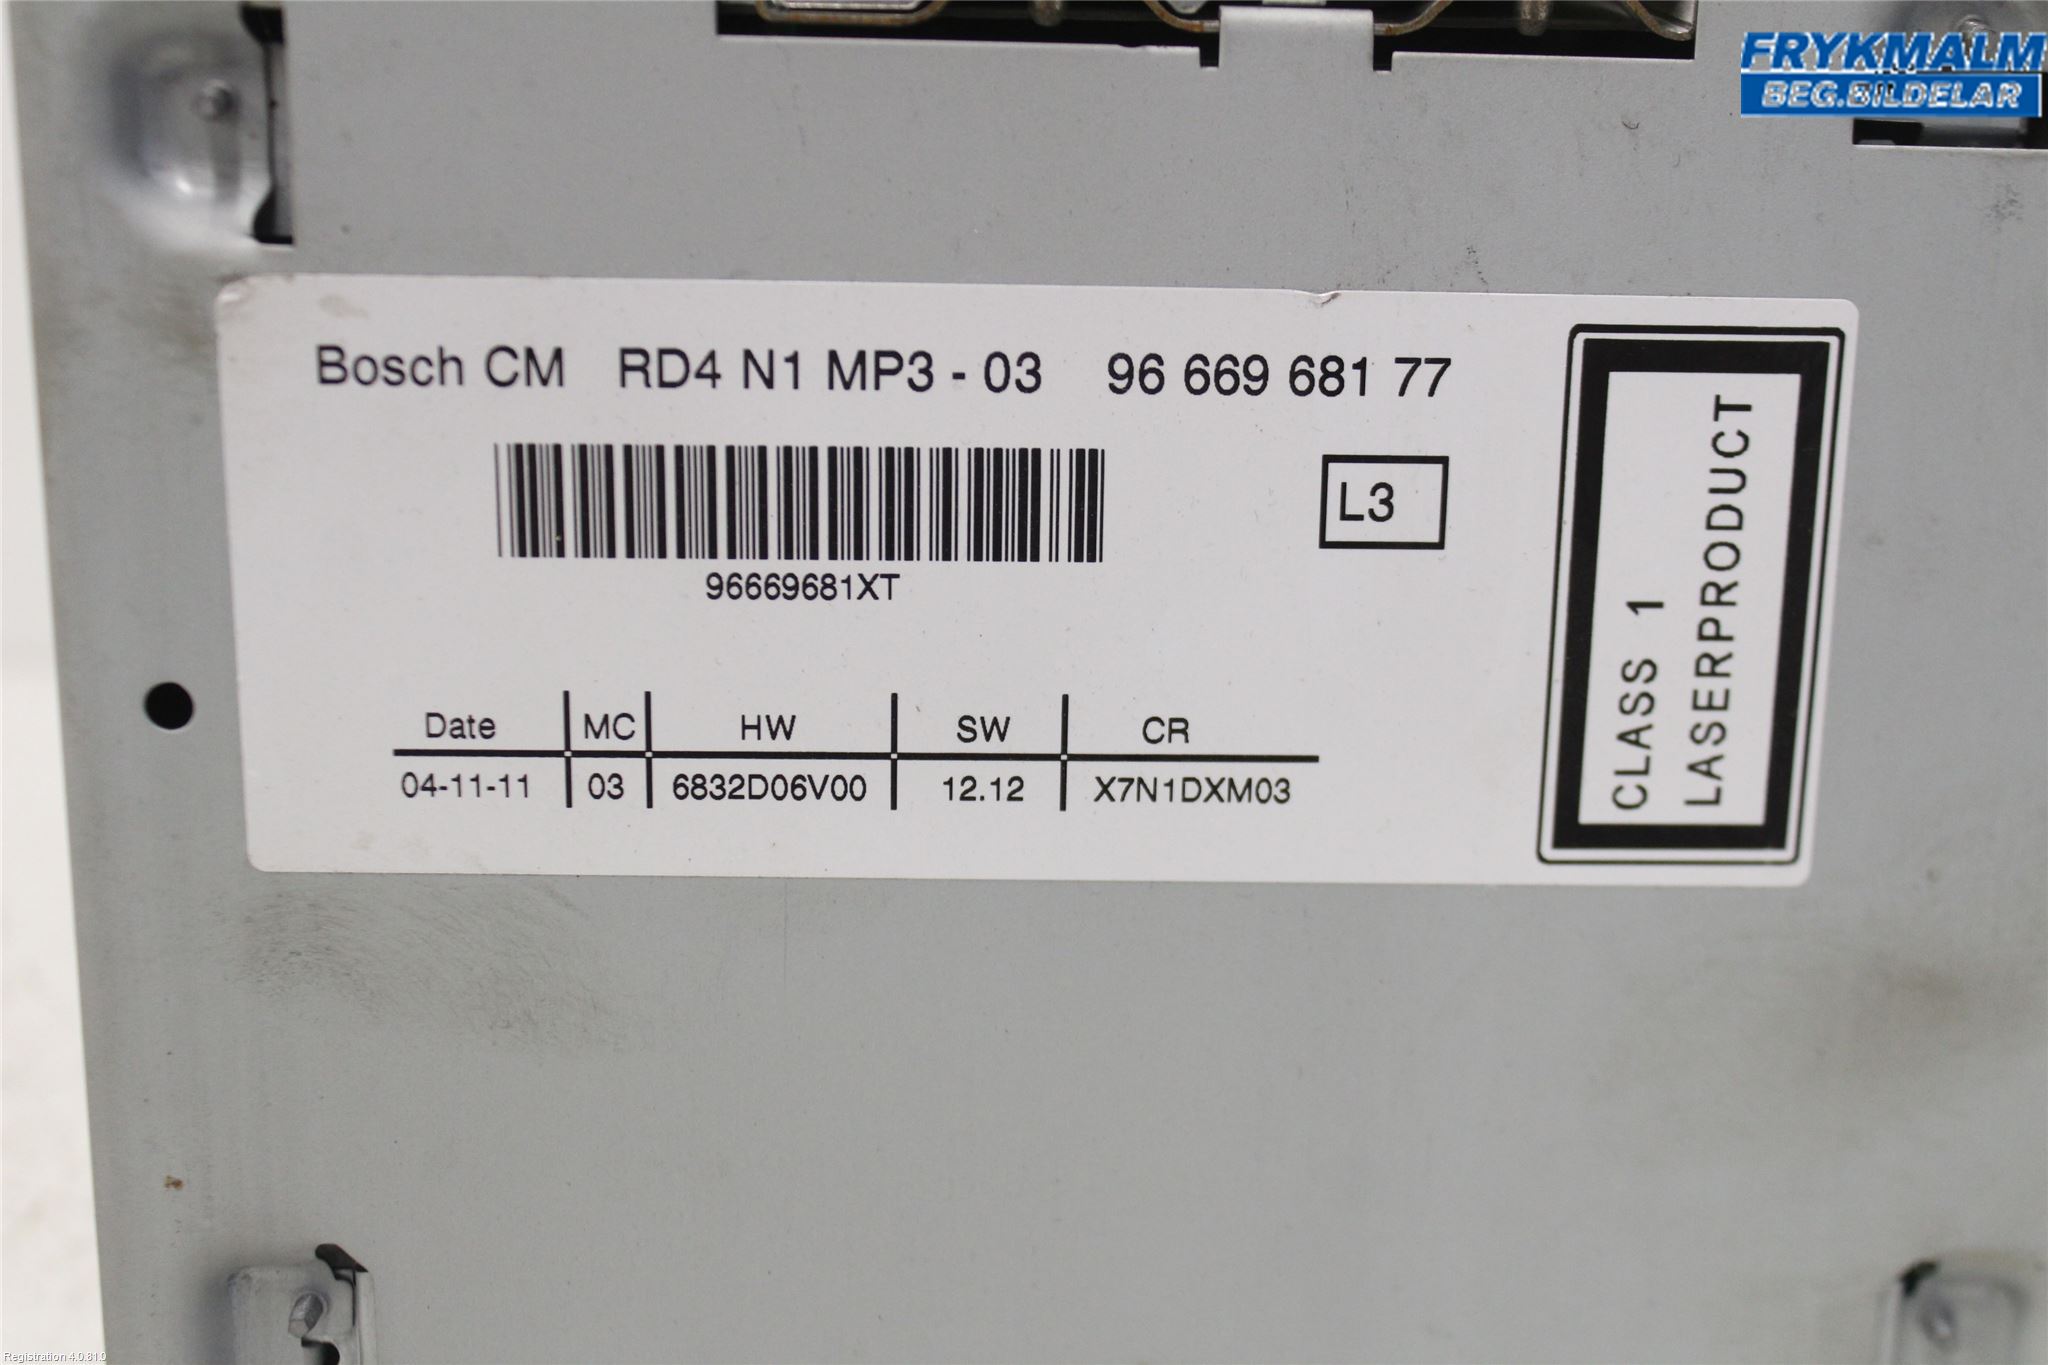 FRYKMALM
BEG.BILDELAR
Bosch CM RD4 N1 MP3 - 03 96 669 681 77
96669681XT
L3
CLASS 1
LASERPRODUCT
Date MC HW SW CR
04-11-11 03 6832D06V00 12.12 X7N1DXM03
Registration 4.0.81.0